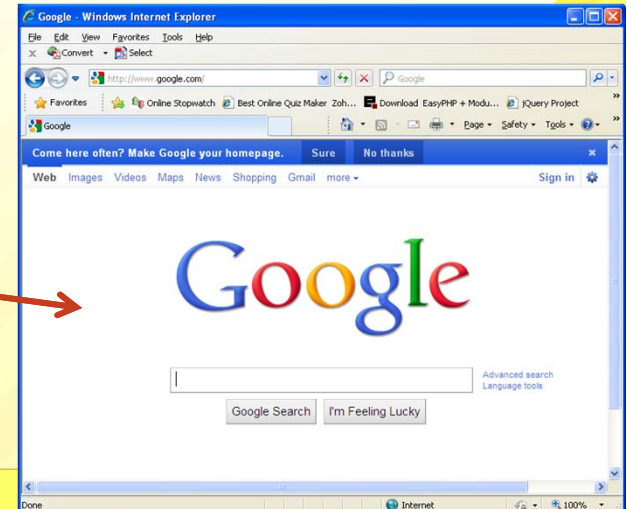 Google - Windows Internet Explorer
File Edit View Favorites Tools Help
x Convert Select
http://www.google.com/ Google
Favorites Online Stopwatch Best Online Quiz Maker Zoh... Download EasyPHP + Modu... jQuery Project »
Google Page Safety Tools »
Come here often? Make Google your homepage. Sure No thanks x
Web Images Videos Maps News Shopping Gmail more Sign in
Google
Advanced search
Language tools
Google Search I'm Feeling Lucky
Done Internet 100%